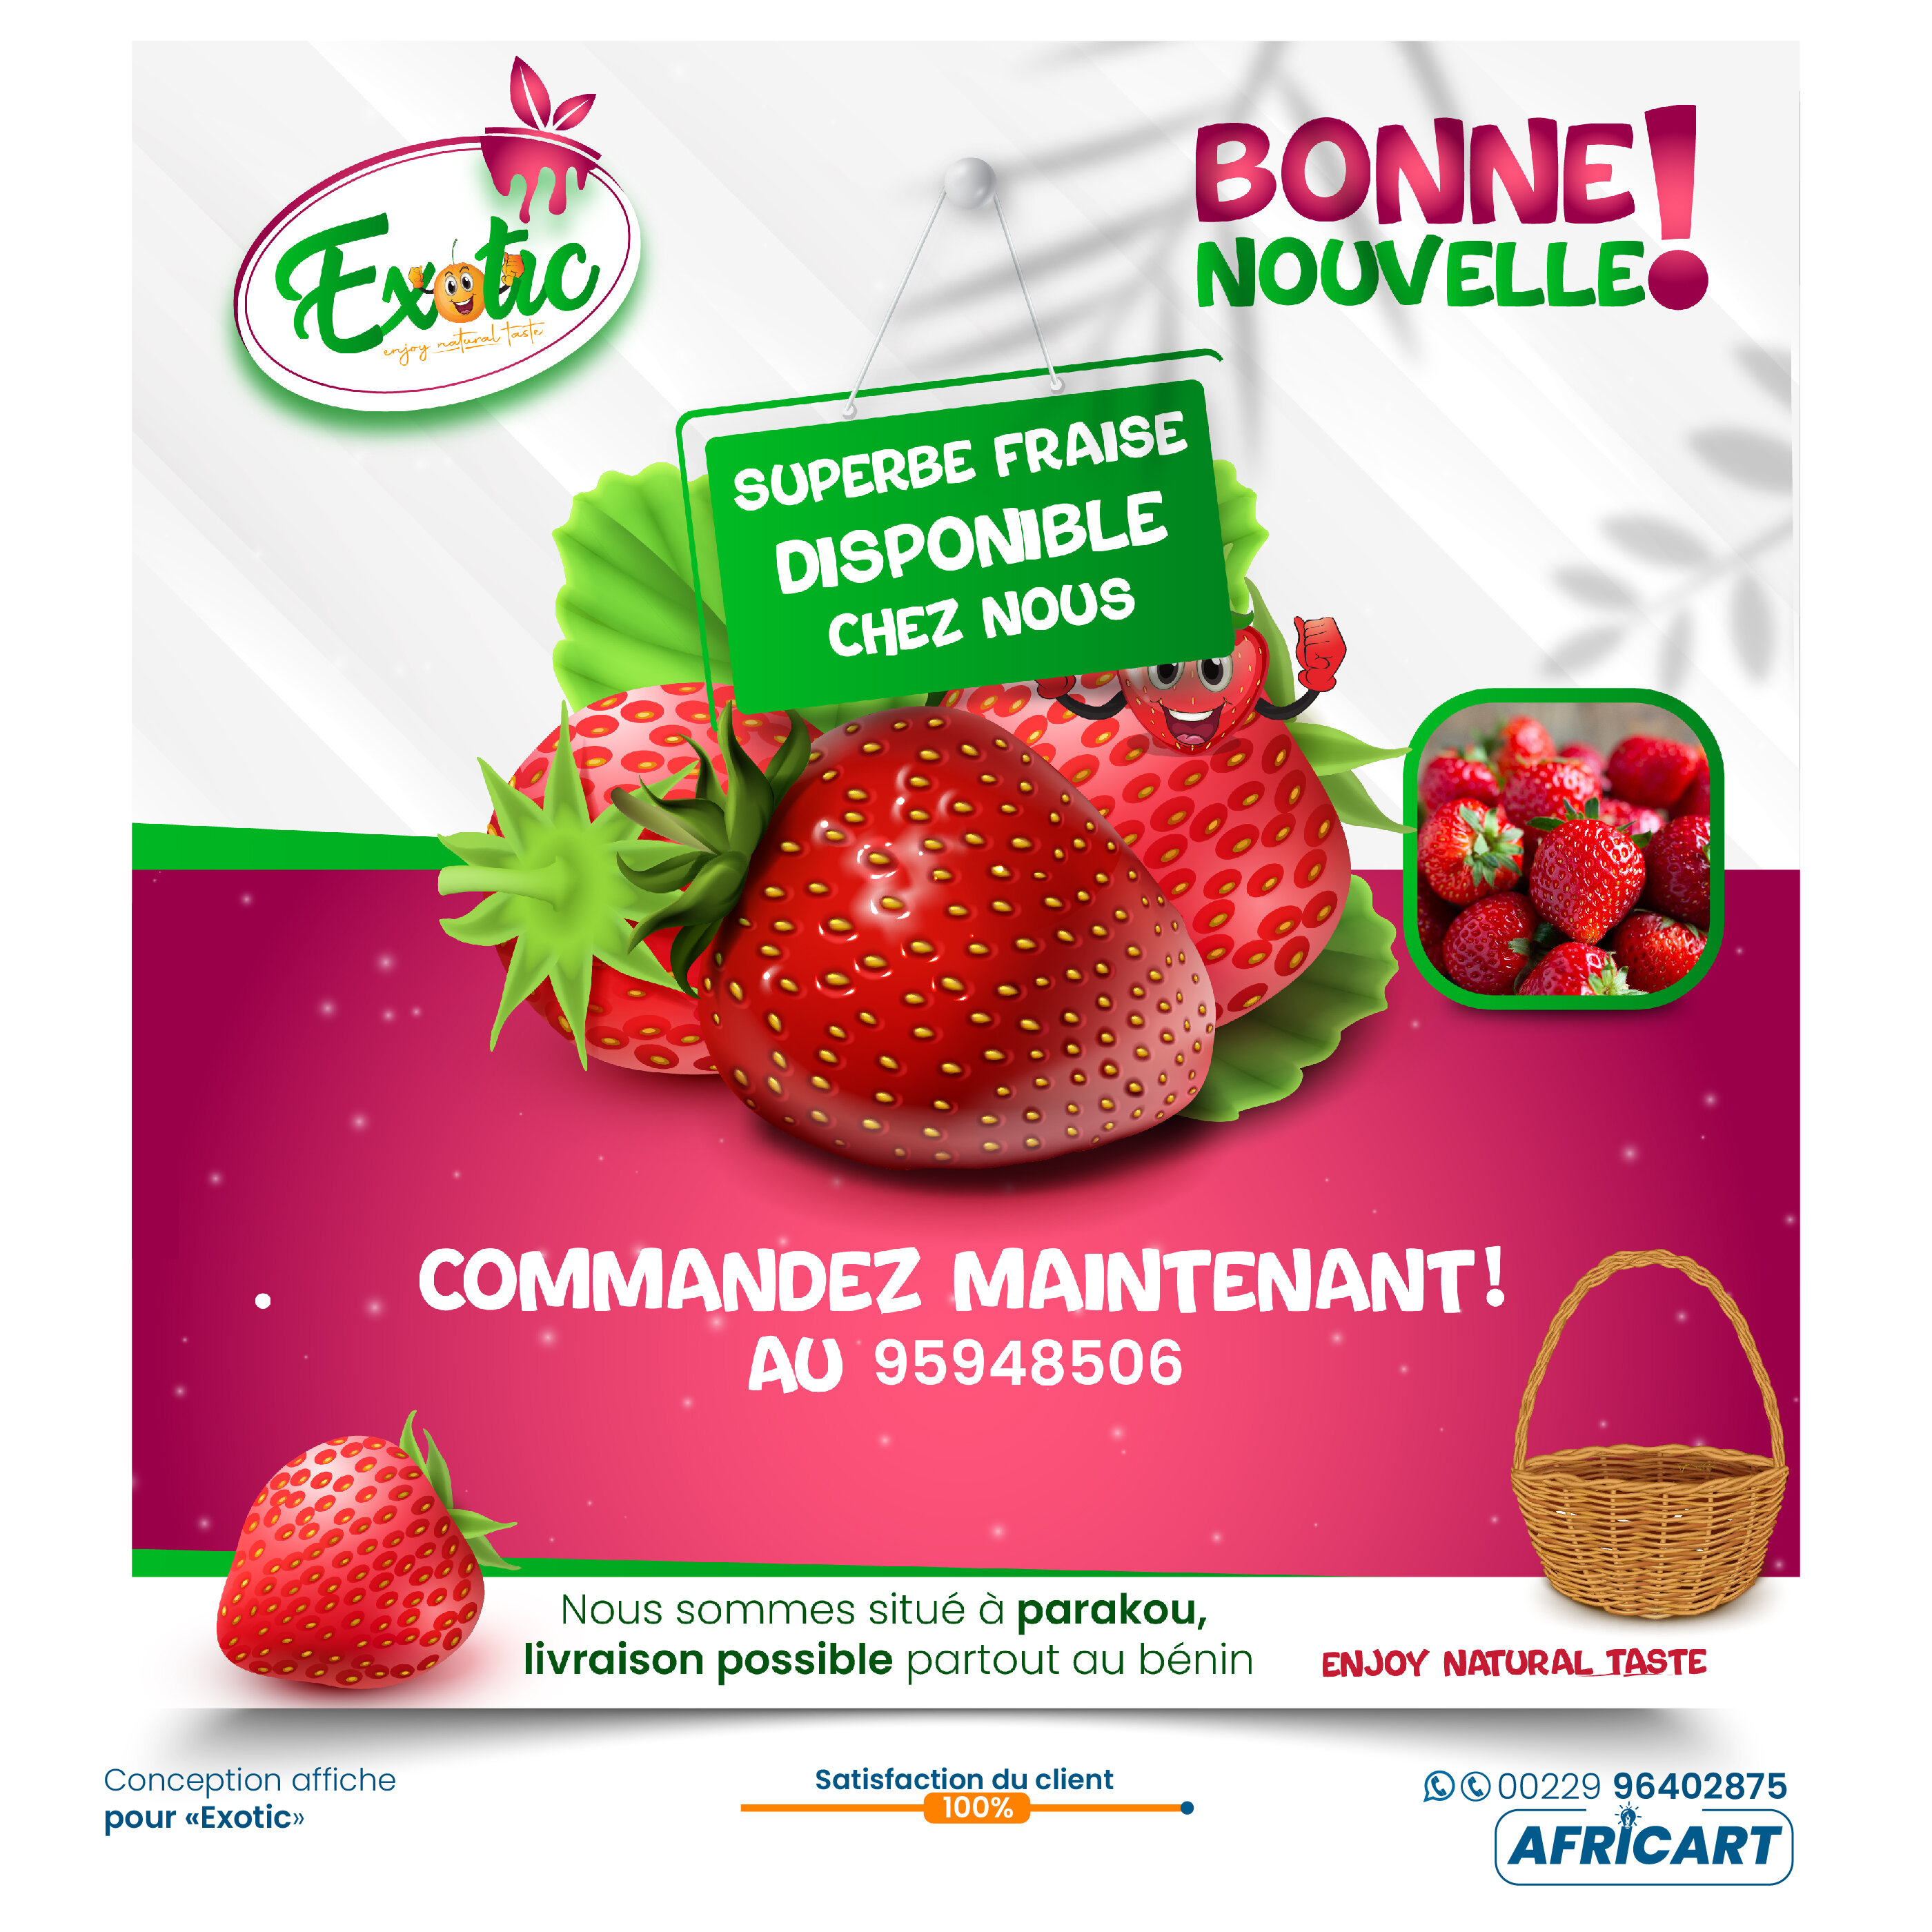 Exotic
enjoy natural taste
BONNE
NOUVELLE!
SUPERBE FRAISE
DISPONIBLE
CHEZ NOUS
COMMANDEZ MAINTENANT!
AU 95948506
Nous sommes situé à parakou,
livraison possible partout au bénin
ENJOY NATURAL TASTE
Conception affiche
pour «Exotic»
Satisfaction du client
100%
00229 96402875
AFRICART